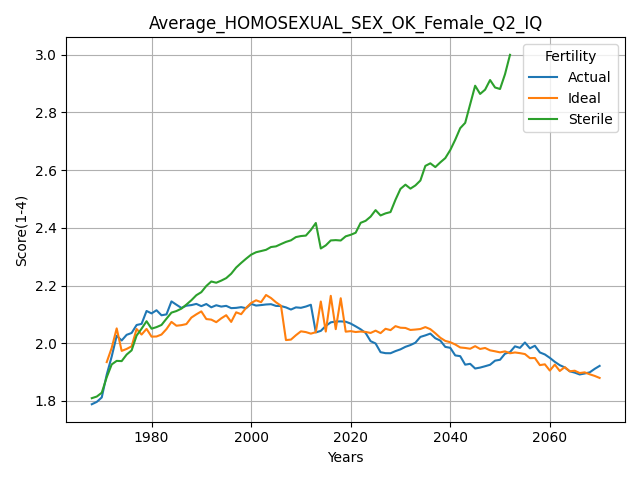 Average_HOMOSEXUAL_SEX_OK_Female_Q2_IQ
Fertility
Actual
Ideal
Sterile
Score(1-4)
3.0
2.8
2.6
2.4
2.2
2.0
1.8
1980
2000
2020
2040
2060
Years